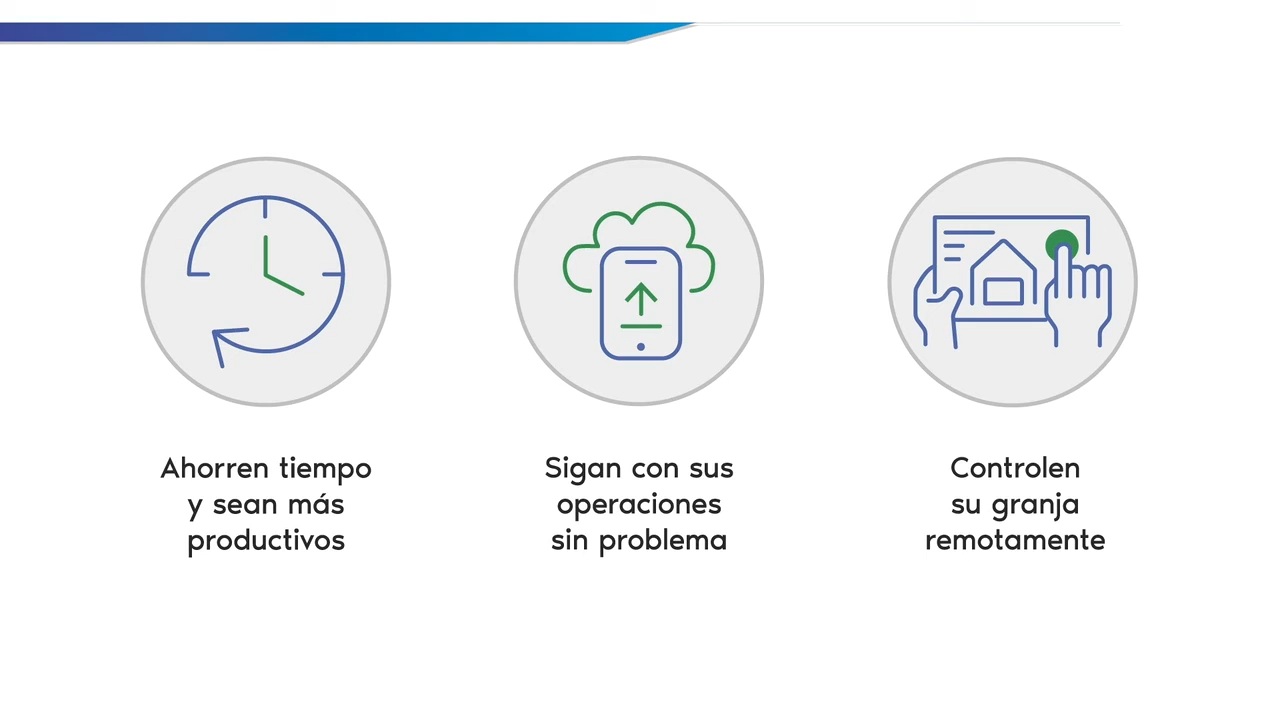 Ahorren tiempo
y sean más
productivos
Sigan con sus
operaciones
sin problema
Controlen
su granja
remotamente